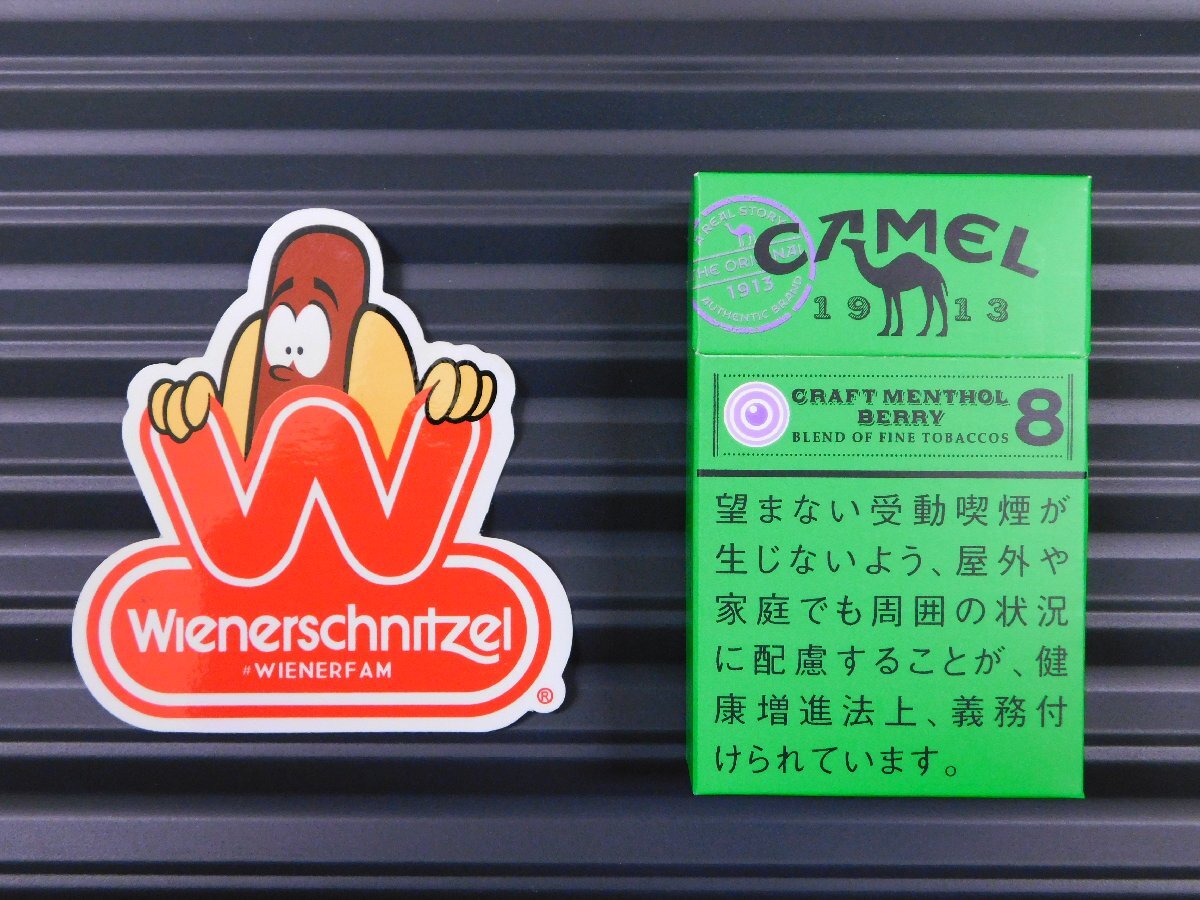 W
Wienerschnitzel
#WIENERFAM
®
A REAL STORY
THE ORIGINAL
1913
AUTHENTIC BRAND
CAMEL
1913
CRAFT MENTHOL
BERRY
BLEND OF FINE TOBACCOS
8
望まない受動喫煙が
生じないよう、屋外や
家庭でも周囲の状況
に配慮することが、健
康増進法上、義務付
けられています。